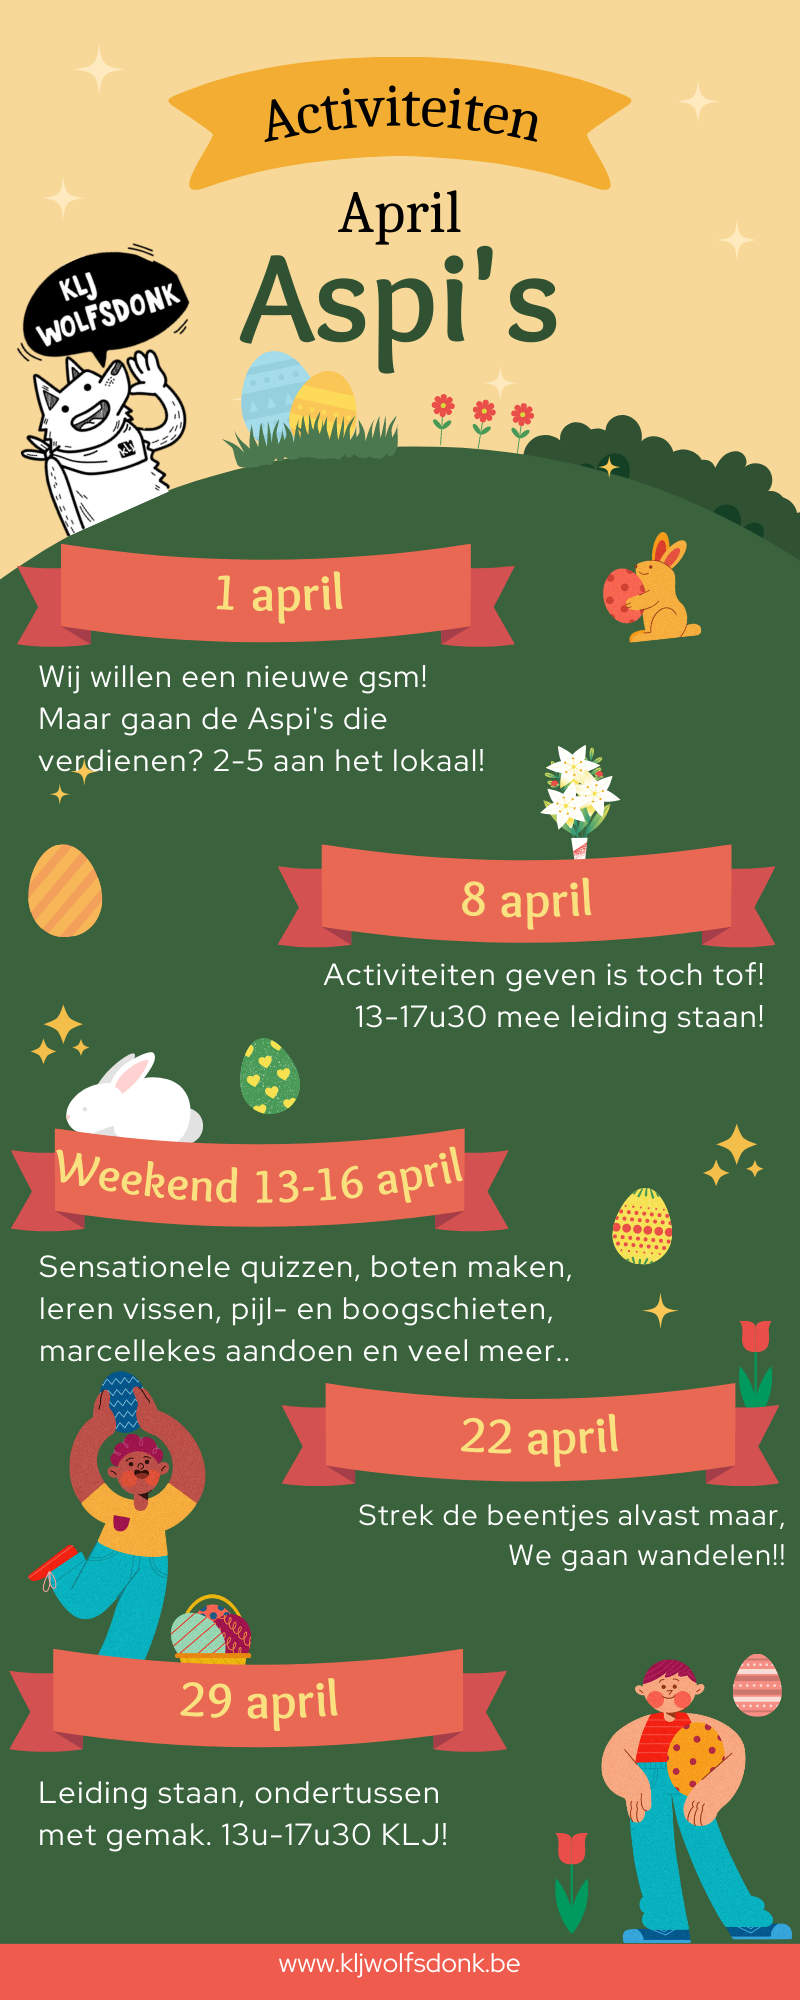 Activiteiten
April
Aspi's
KLJ
WOLFSDONK
KLJ
1 april
Wij willen een nieuwe gsm!
Maar gaan de Aspi's die
verdienen? 2-5 aan het lokaal!
8 april
Activiteiten geven is toch tof!
13-17u30 mee leiding staan!
Weekend 13-16 april
Sensationele quizzen, boten maken,
leren vissen, pijl- en boogschieten,
marcellekes aandoen en veel meer..
22 april
Strek de beentjes alvast maar,
We gaan wandelen!!
29 april
Leiding staan, ondertussen
met gemak. 13u-17u30 KLJ!
www.kljwolfsdonk.be